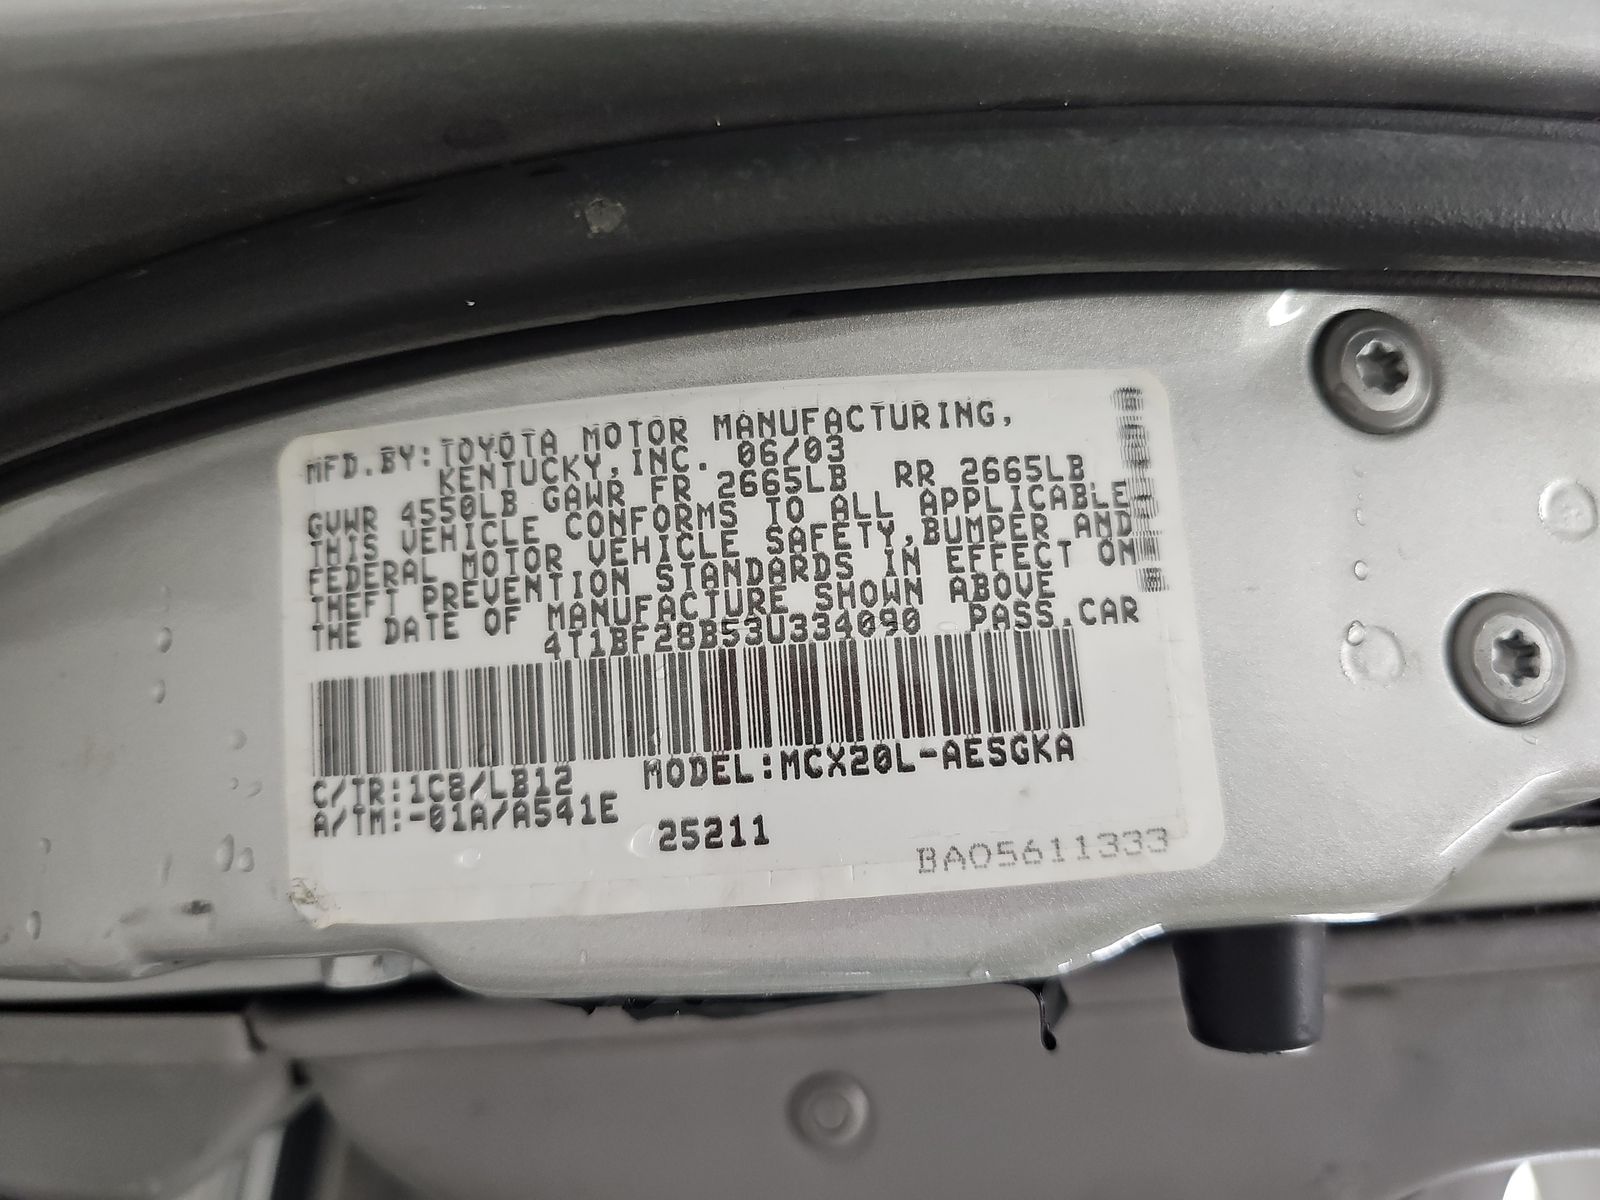 MFD.BY:TOYOTA MOTOR MANUFACTURING,
KENTUCKY,INC. 06/03
GVWR 4550LB GAWR FR 2665LB RR 2665LB
THIS VEHICLE CONFORMS TO ALL APPLICABLE
FEDERAL MOTOR VEHICLE SAFETY,BUMPER AND
THEFT PREVENTION STANDARDS IN EFFECT ON
THE DATE OF MANUFACTURE SHOWN ABOVE
4T1BF28B53U334090 PASS.CAR
C/TR:1C8/LB12 MODEL:MCX20L-AESGKA
A/TM:-01A/A541E
25211
BA05611333